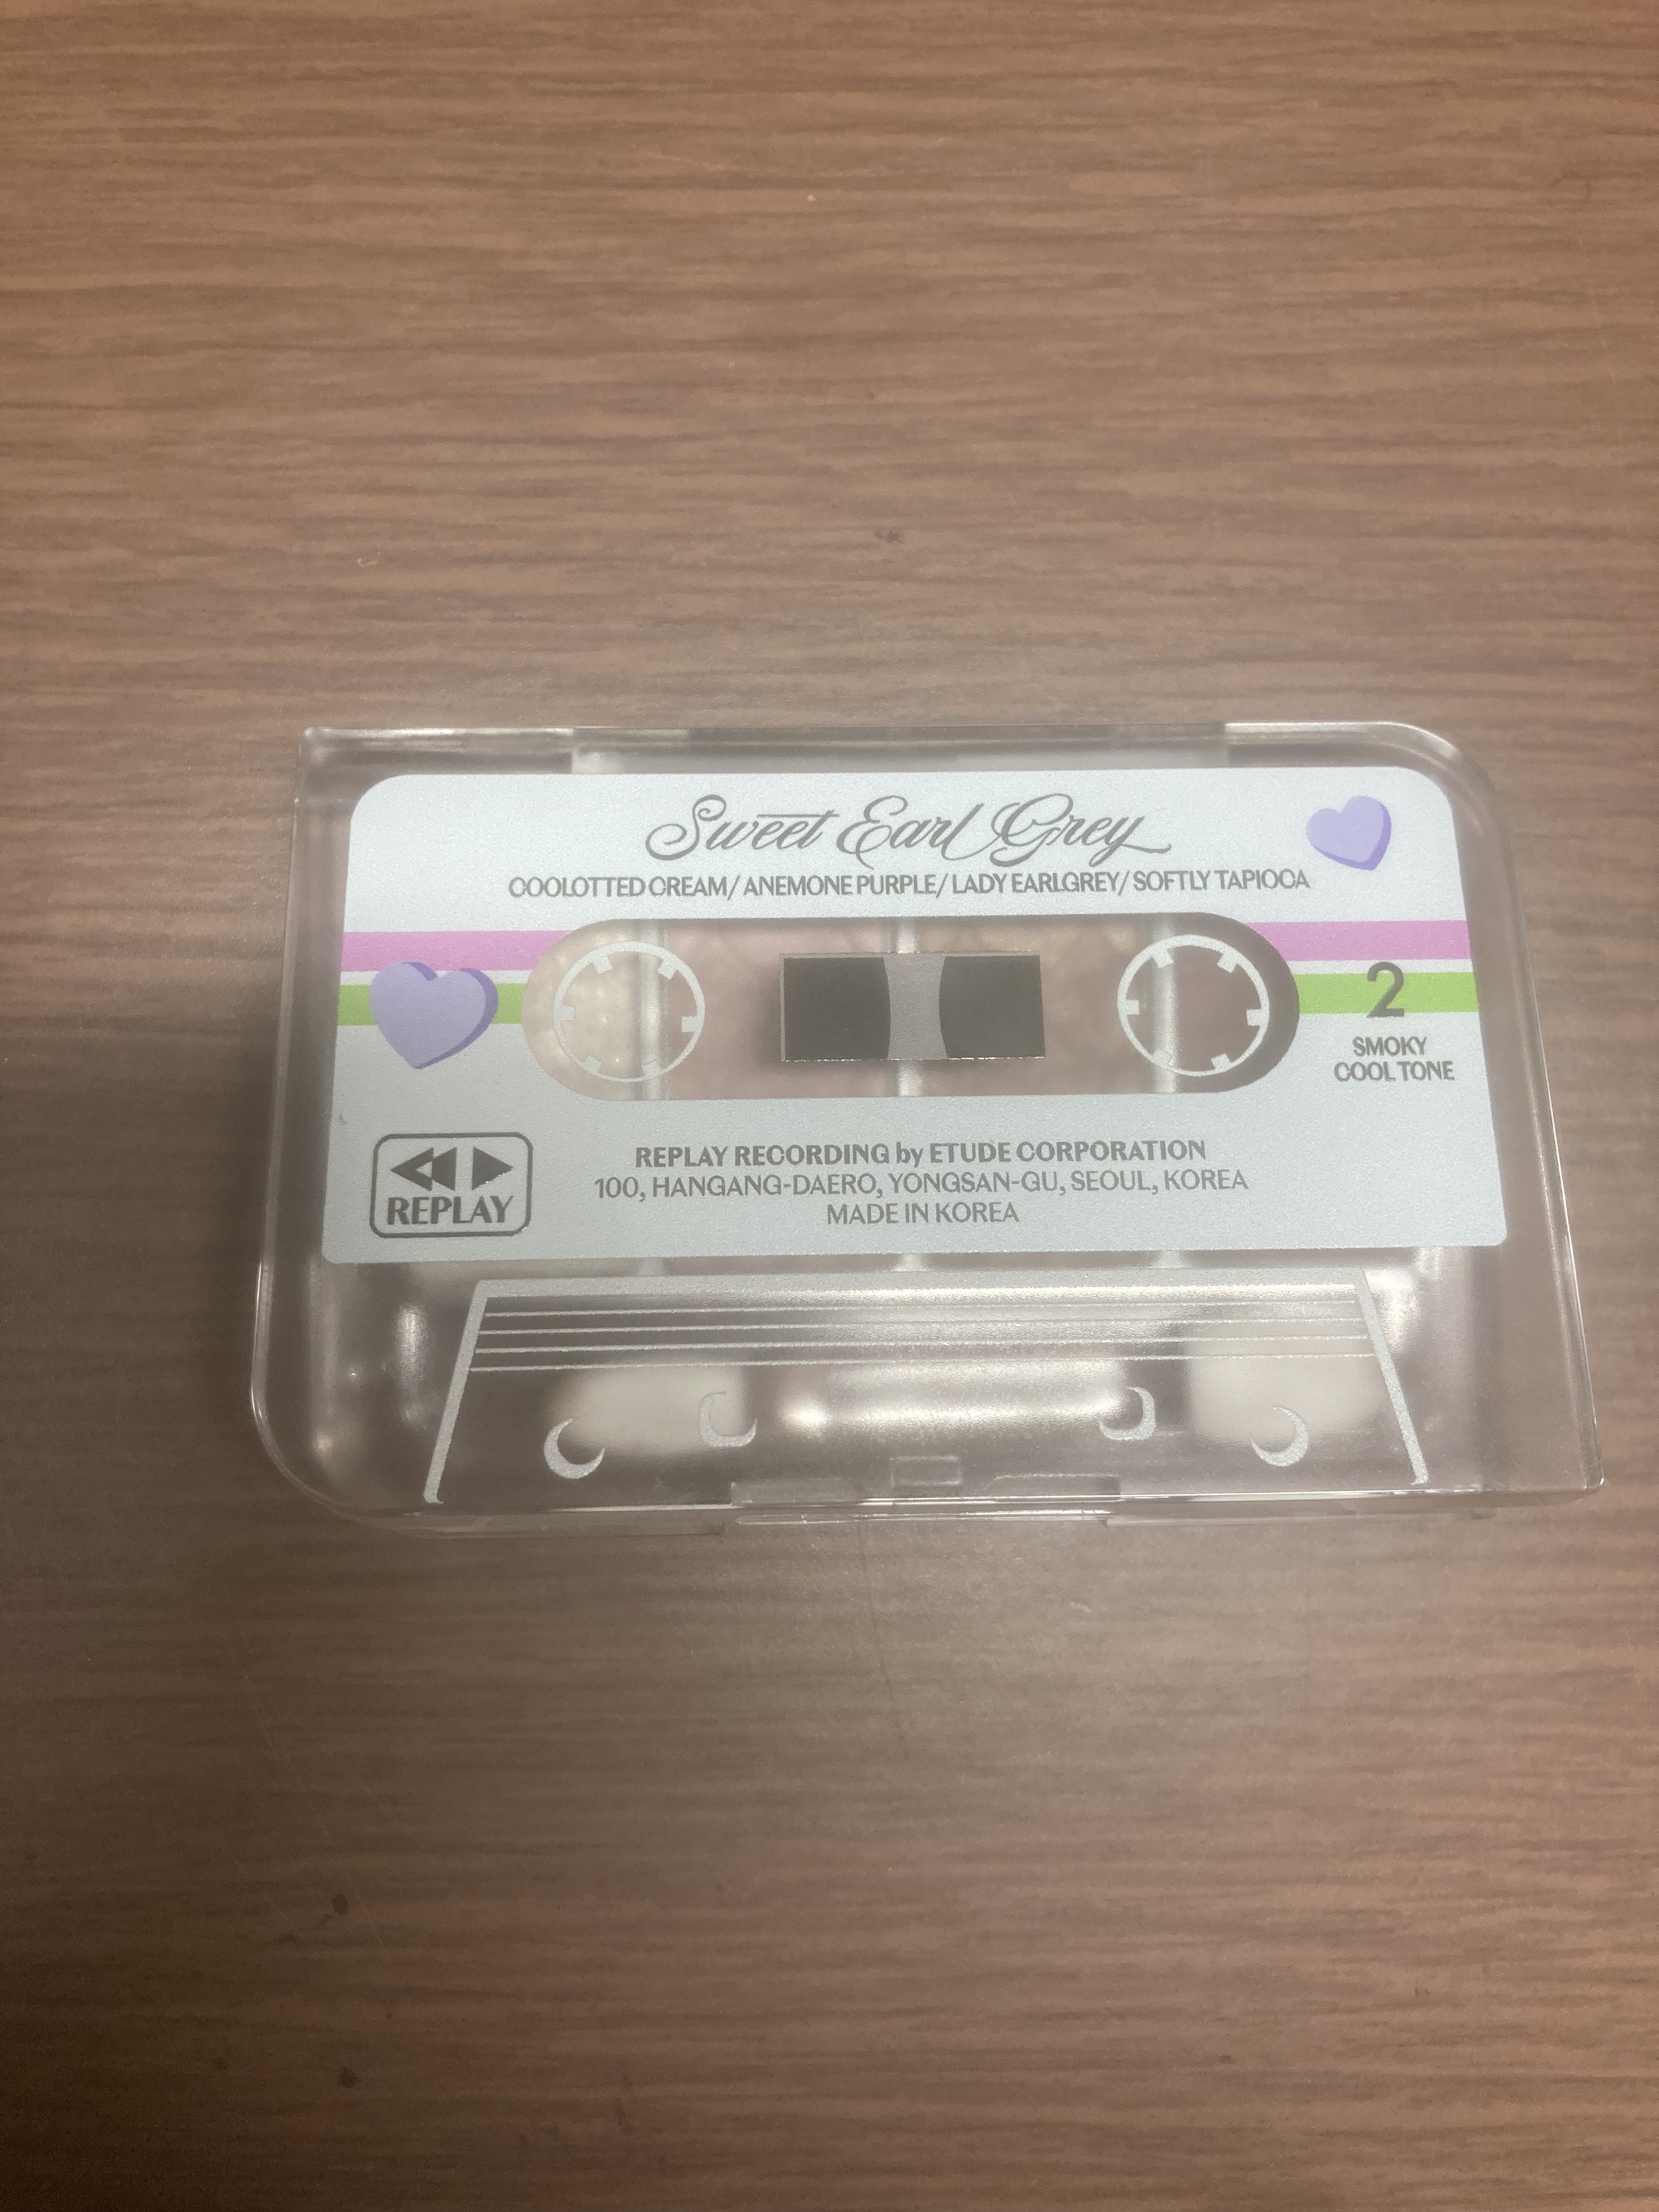 Sweet Earl Grey
COOLOTTED CREAM/ ANEMONE PURPLE/ LADY EARLGREY/ SOFTLY TAPIOCA
2
SMOKY
COOL TONE
REPLAY
REPLAY RECORDING by ETUDE CORPORATION
100, HANGANG-DAERO, YONGSAN-GU, SEOUL, KOREA
MADE IN KOREA